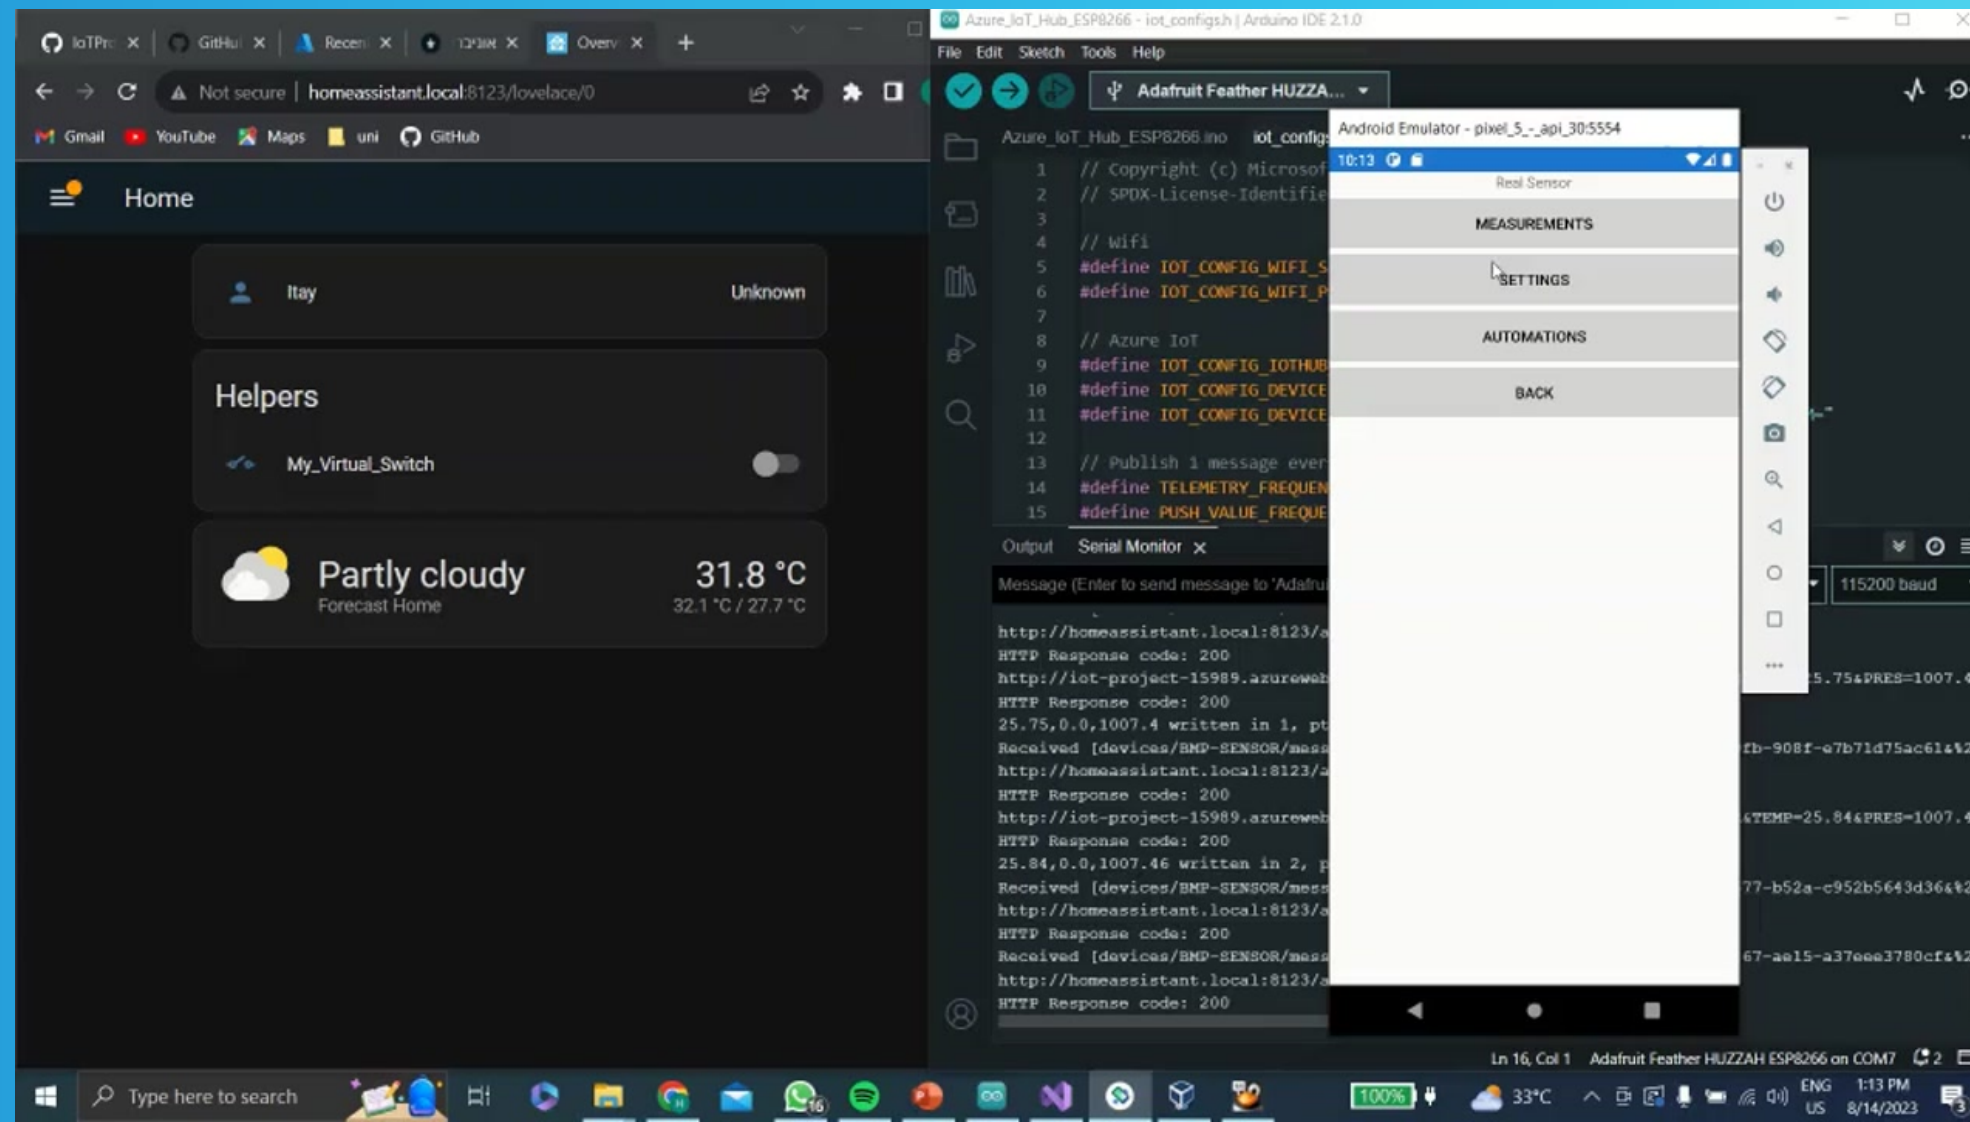 IoTPro
GitHu
Recen
אוניבר
Overv
Not secure | homeassistant.local:8123/lovelace/0
Gmail YouTube Maps uni GitHub
Home
Itay Unknown
Helpers
My_Virtual_Switch
Partly cloudy 31.8 °C
Forecast Home 32.1 °C / 27.7 °C
Azure_IoT_Hub_ESP8266 - iot_configs.h | Arduino IDE 2.1.0
File Edit Sketch Tools Help
Adafruit Feather HUZZA...
Azure_IoT_Hub_ESP8266.ino iot_configs
1 // Copyright (c) Microsof
2 // SPDX-License-Identifie
3
4 // Wifi
5 #define IOT_CONFIG_WIFI_S
6 #define IOT_CONFIG_WIFI_P
7
8 // Azure IoT
9 #define IOT_CONFIG_IOTHUB
10 #define IOT_CONFIG_DEVICE
11 #define IOT_CONFIG_DEVICE
12
13 // Publish 1 message ever
14 #define TELEMETRY_FREQUEN
15 #define PUSH_VALUE_FREQUE
Output Serial Monitor
Message (Enter to send message to 'Adafrui
115200 baud
http://homeassistant.local:8123/a
HTTP Response code: 200
http://iot-project-15989.azureweb 5.75&PRES=1007.4
HTTP Response code: 200
25.75,0.0,1007.4 written in 1, pt
Received [devices/BMP-SENSOR/mess fb-908f-e7b71d75ac61&%2
http://homeassistant.local:8123/a
HTTP Response code: 200
http://iot-project-15989.azureweb &TEMP=25.84&PRES=1007.4
HTTP Response code: 200
25.84,0.0,1007.46 written in 2, p
Received [devices/BMP-SENSOR/mess 77-b52a-c952b5643d36&%2
http://homeassistant.local:8123/a
HTTP Response code: 200
Received [devices/BMP-SENSOR/mess 67-ae15-a37eee3780cf&%2
http://homeassistant.local:8123/a
HTTP Response code: 200
Android Emulator - pixel_5_-_api_30:5554
10:13
Real Sensor
MEASUREMENTS
SETTINGS
AUTOMATIONS
BACK
Ln 16, Col 1 Adafruit Feather HUZZAH ESP8266 on COM7 2
Type here to search
16
100%
33°C
ENG
US
1:13 PM
8/14/2023
3